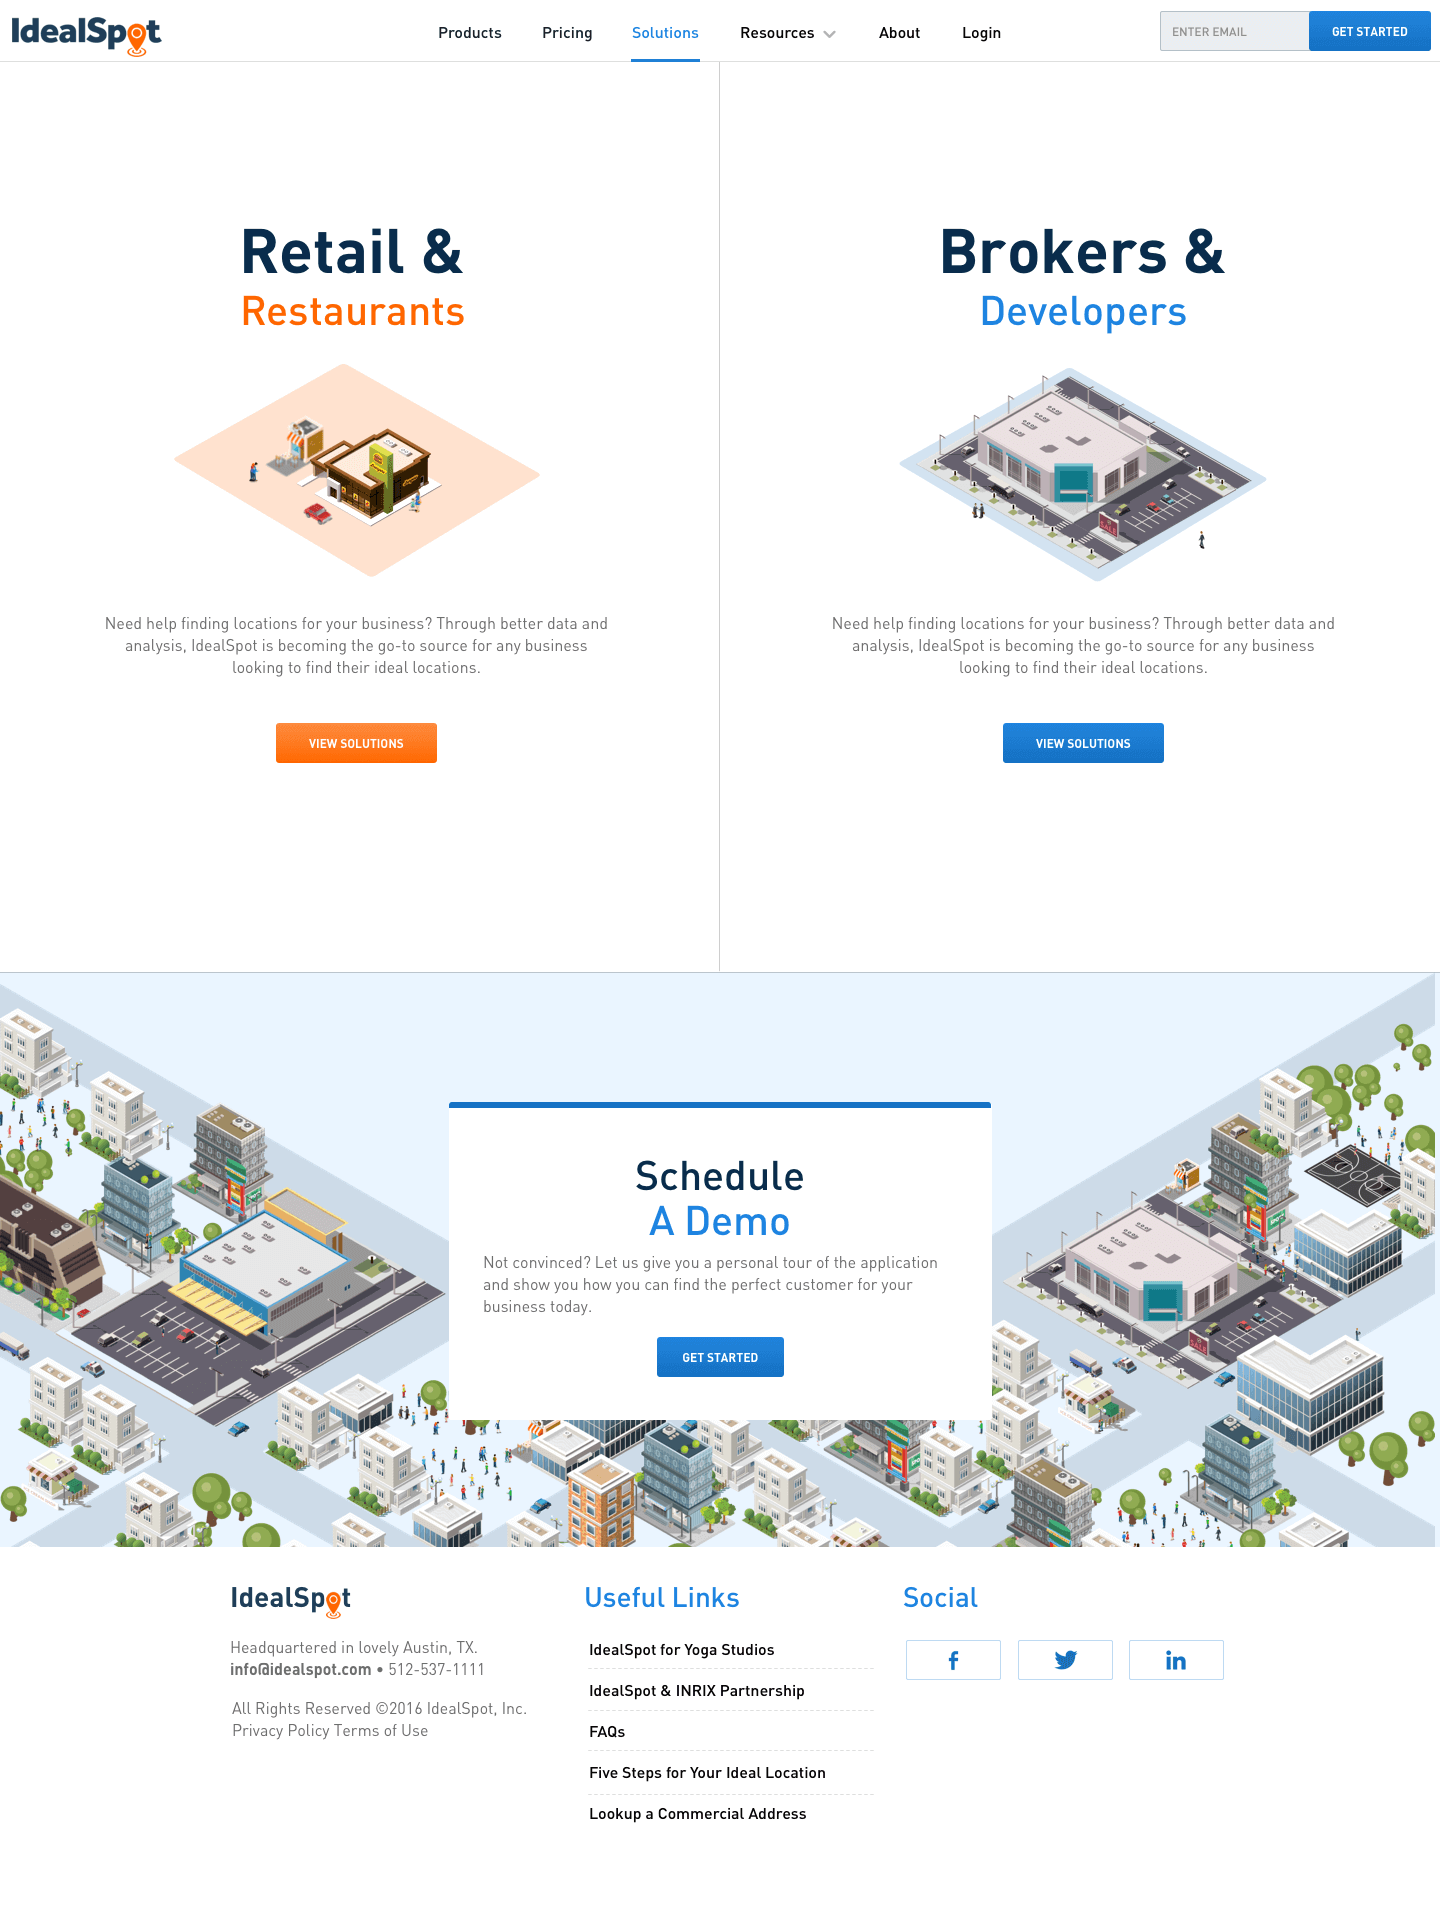 IdealSpot
Products
Pricing
Solutions
Resources
About
Login
ENTER EMAIL
GET STARTED
Retail &
Restaurants
Need help finding locations for your business? Through better data and
analysis, IdealSpot is becoming the go-to source for any business
looking to find their ideal locations.
VIEW SOLUTIONS
Brokers &
Developers
Need help finding locations for your business? Through better data and
analysis, IdealSpot is becoming the go-to source for any business
looking to find their ideal locations.
VIEW SOLUTIONS
Schedule
A Demo
Not convinced? Let us give you a personal tour of the application
and show you how you can find the perfect customer for your
business today.
GET STARTED
IdealSpot
Headquartered in lovely Austin, TX.
info@idealspot.com • 512-537-1111
All Rights Reserved ©2016 IdealSpot, Inc.
Privacy Policy Terms of Use
Useful Links
IdealSpot for Yoga Studios
IdealSpot & INRIX Partnership
FAQs
Five Steps for Your Ideal Location
Lookup a Commercial Address
Social